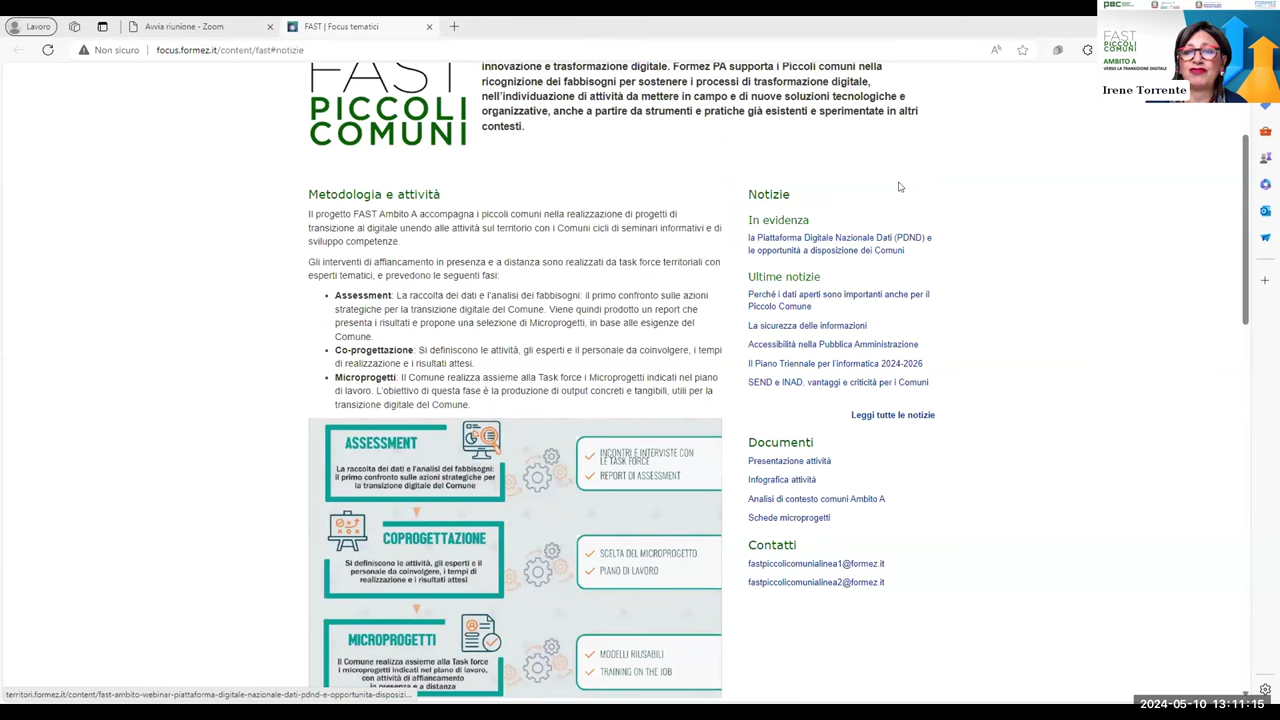 Lavoro
Avvia riunione - Zoom
FAST | Focus tematici
Non sicuro
focus.formez.it/content/fast#notizie
FAST
PICCOLI
COMUNI
AMBITO A
VERSO LA TRANSIZIONE DIGITALE
Irene Torrente
FAST
PICCOLI
COMUNI
innovazione e trasformazione digitale. Formez PA supporta i Piccoli comuni nella
ricognizione dei fabbisogni per sostenere i processi di trasformazione digitale,
nell'individuazione di attività da mettere in campo e di nuove soluzioni tecnologiche e
organizzative, anche a partire da strumenti e pratiche già esistenti e sperimentate in altri
contesti.
Metodologia e attività
Il progetto FAST Ambito A accompagna i piccoli comuni nella realizzazione di progetti di
transizione al digitale unendo alle attività sul territorio con i Comuni cicli di seminari informativi e di
sviluppo competenze.
Gli interventi di affiancamento in presenza e a distanza sono realizzati da task force territoriali con
esperti tematici, e prevedono le seguenti fasi:
• Assessment: La raccolta dei dati e l'analisi dei fabbisogni: il primo confronto sulle azioni
strategiche per la transizione digitale del Comune. Viene quindi prodotto un report che
presenta i risultati e propone una selezione di Microprogetti, in base alle esigenze del
Comune.
• Co-progettazione: Si definiscono le attività, gli esperti e il personale da coinvolgere, i tempi
di realizzazione e i risultati attesi.
• Microprogetti: Il Comune realizza assieme alla Task force i Microprogetti indicati nel piano
di lavoro. L'obiettivo di questa fase è la produzione di output concreti e tangibili, utili per la
transizione digitale del Comune.
ASSESSMENT
La raccolta dei dati e l'analisi dei fabbisogni:
il primo confronto sulle azioni strategiche per
la transizione digitale del Comune
INCONTRI E INTERVISTE CON
LE TASK FORCE
REPORT DI ASSESSMENT
COPROGETTAZIONE
Si definiscono le attività, gli esperti e il
personale da coinvolgere, i tempi di
realizzazione e i risultati attesi
SCELTA DEL MICROPROGETTO
PIANO DI LAVORO
MICROPROGETTI
Il Comune realizza assieme alla Task force
i microprogetti indicati nel piano di lavoro,
con attività di affiancamento
in presenza e a distanza
MODELLI RIUSABILI
TRAINING ON THE JOB
Notizie
In evidenza
la Piattaforma Digitale Nazionale Dati (PDND) e
le opportunità a disposizione dei Comuni
Ultime notizie
Perché i dati aperti sono importanti anche per il
Piccolo Comune
La sicurezza delle informazioni
Accessibilità nella Pubblica Amministrazione
Il Piano Triennale per l'informatica 2024-2026
SEND e INAD, vantaggi e criticità per i Comuni
Leggi tutte le notizie
Documenti
Presentazione attività
Infografica attività
Analisi di contesto comuni Ambito A
Schede microprogetti
Contatti
fastpiccolicomunialinea1@formez.it
fastpiccolicomunialinea2@formez.it
territori.formez.it/content/fast-ambito-webinar-piattaforma-digitale-nazionale-dati-pdnd-e-opportunita-disposizi...
2024-05-10 13:11:15